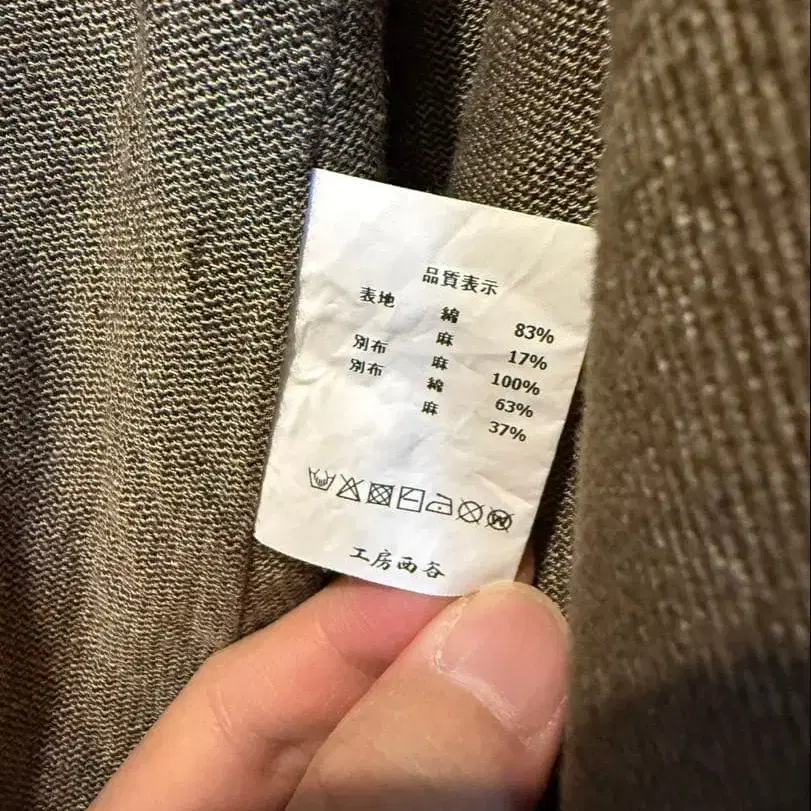 品質表示
表地 綿 83%
麻 17%
別布 麻 100%
別布 綿 63%
麻 37%
工房西谷